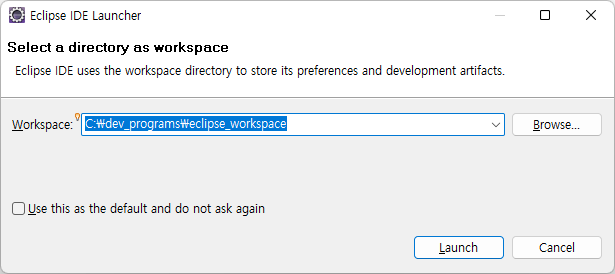 Eclipse IDE Launcher
Select a directory as workspace
Eclipse IDE uses the workspace directory to store its preferences and development artifacts.
Workspace: C:₩dev_programs₩eclipse_workspace Browse...
Use this as the default and do not ask again
Launch Cancel